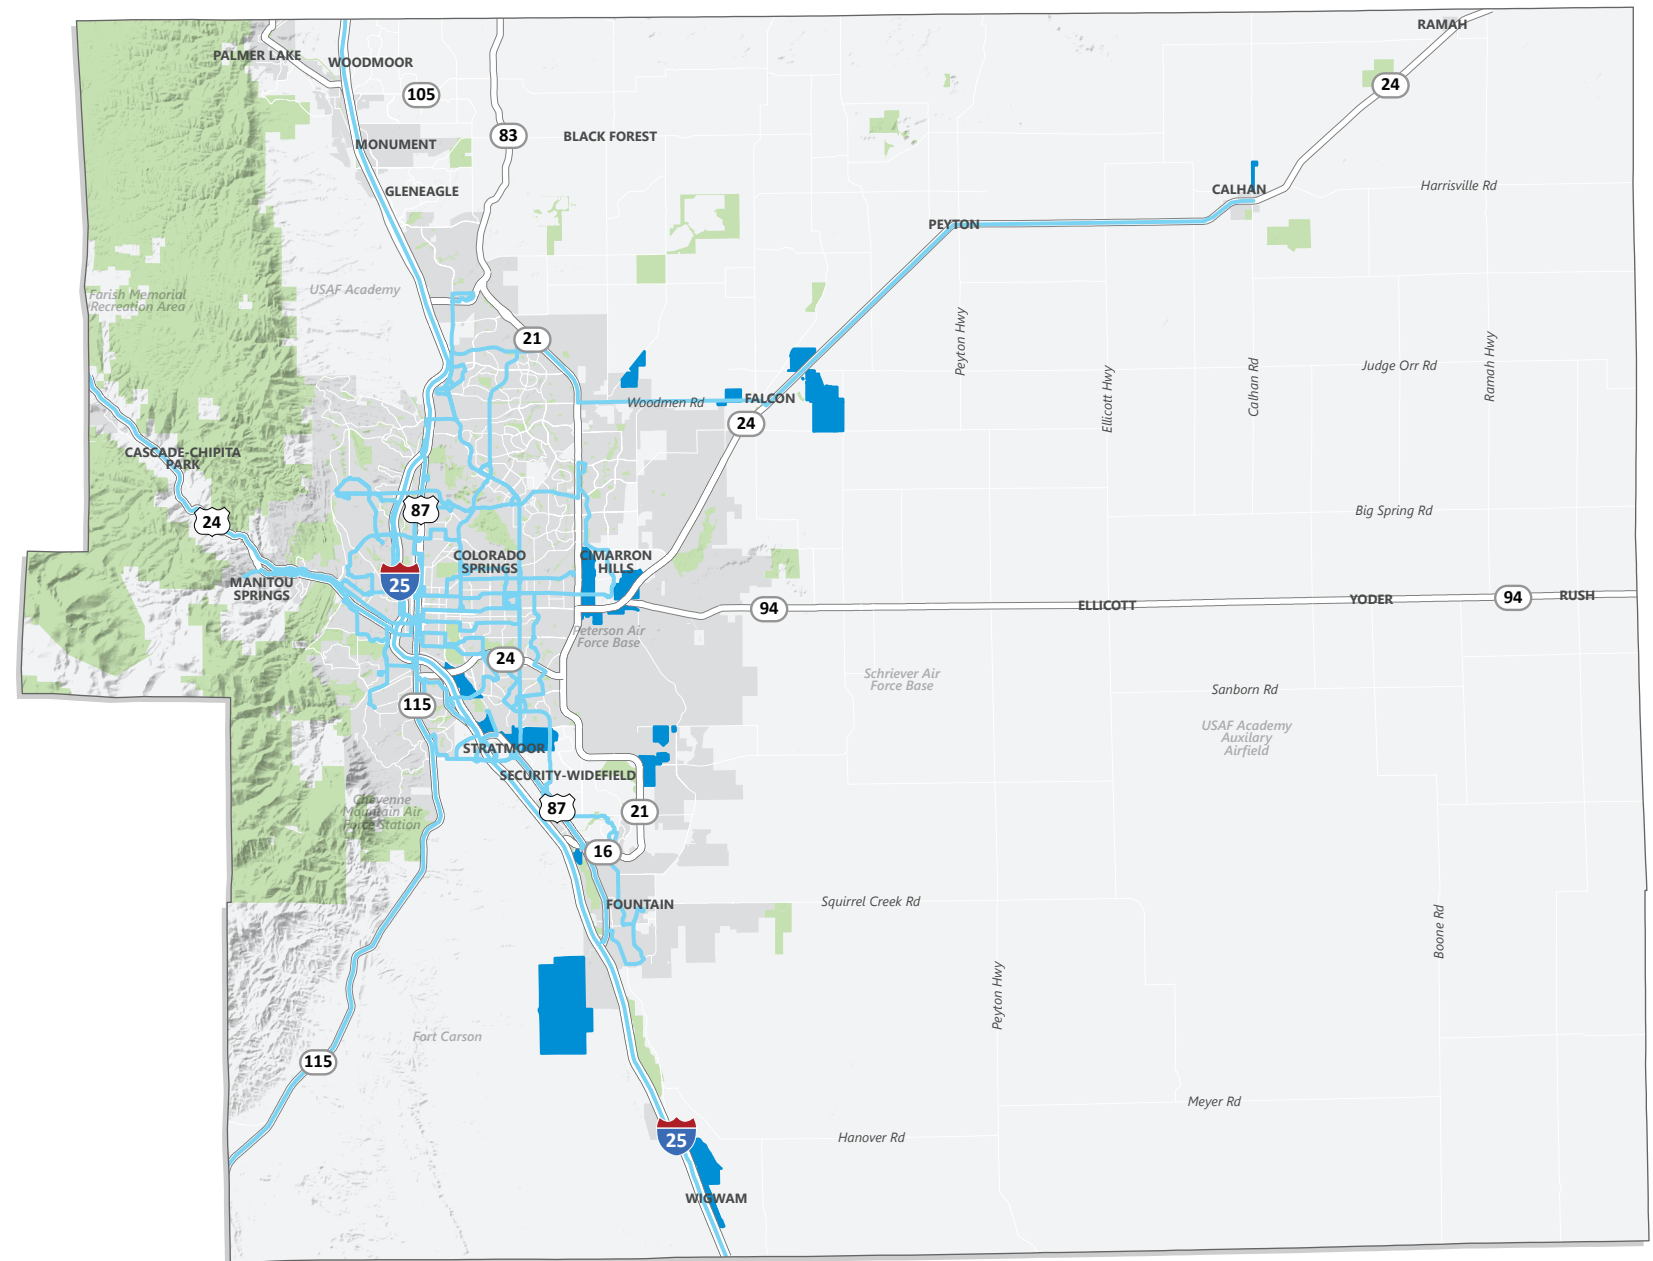 RAMAH
PALMER LAKE
WOODMOOR
24
105
83
BLACK FOREST
MONUMENT
GLENEAGLE
CALHAN
Harrisville Rd
PEYTON
Farish Memorial
Recreation Area
USAF Academy
21
Peyton Hwy
Ellicott Hwy
Calhan Rd
Judge Orr Rd
Ramah Hwy
Woodmen Rd
FALCON
24
CASCADE-CHIPITA
PARK
24
87
Big Spring Rd
COLORADO
SPRINGS
CIMARRON
HILLS
25
MANITOU
SPRINGS
94
ELLICOTT
YODER
94
RUSH
Peterson Air
Force Base
24
Schriever Air
Force Base
Sanborn Rd
115
USAF Academy
Auxilary
Airfield
STRATMOOR
SECURITY-WIDEFIELD
Cheyenne
Mountain Air
Force Station
87
21
16
FOUNTAIN
Squirrel Creek Rd
Boone Rd
Peyton Hwy
Fort Carson
115
Meyer Rd
25
Hanover Rd
WIGWAM